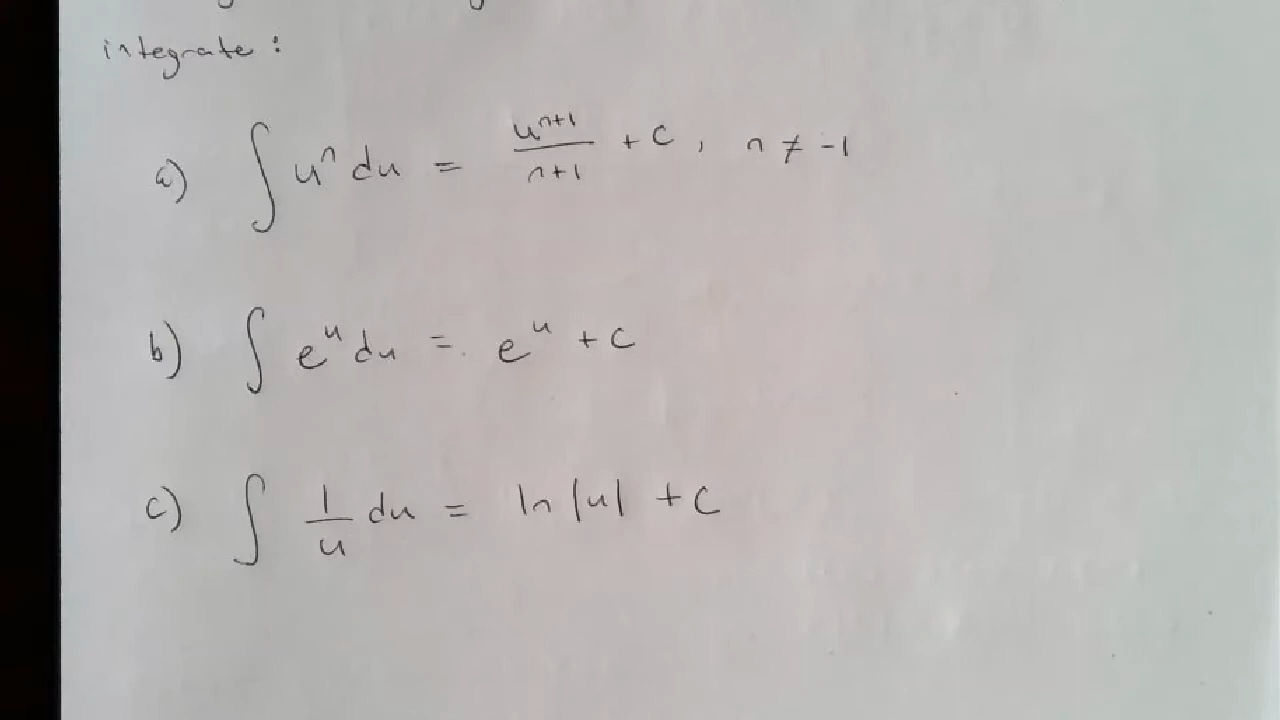 integrate :
a) ∫ uⁿ du = uⁿ⁺¹/n+1 + c , n ≠ -1
b) ∫ eᵘ du = eᵘ + c
c) ∫ 1/u du = ln |u| + c